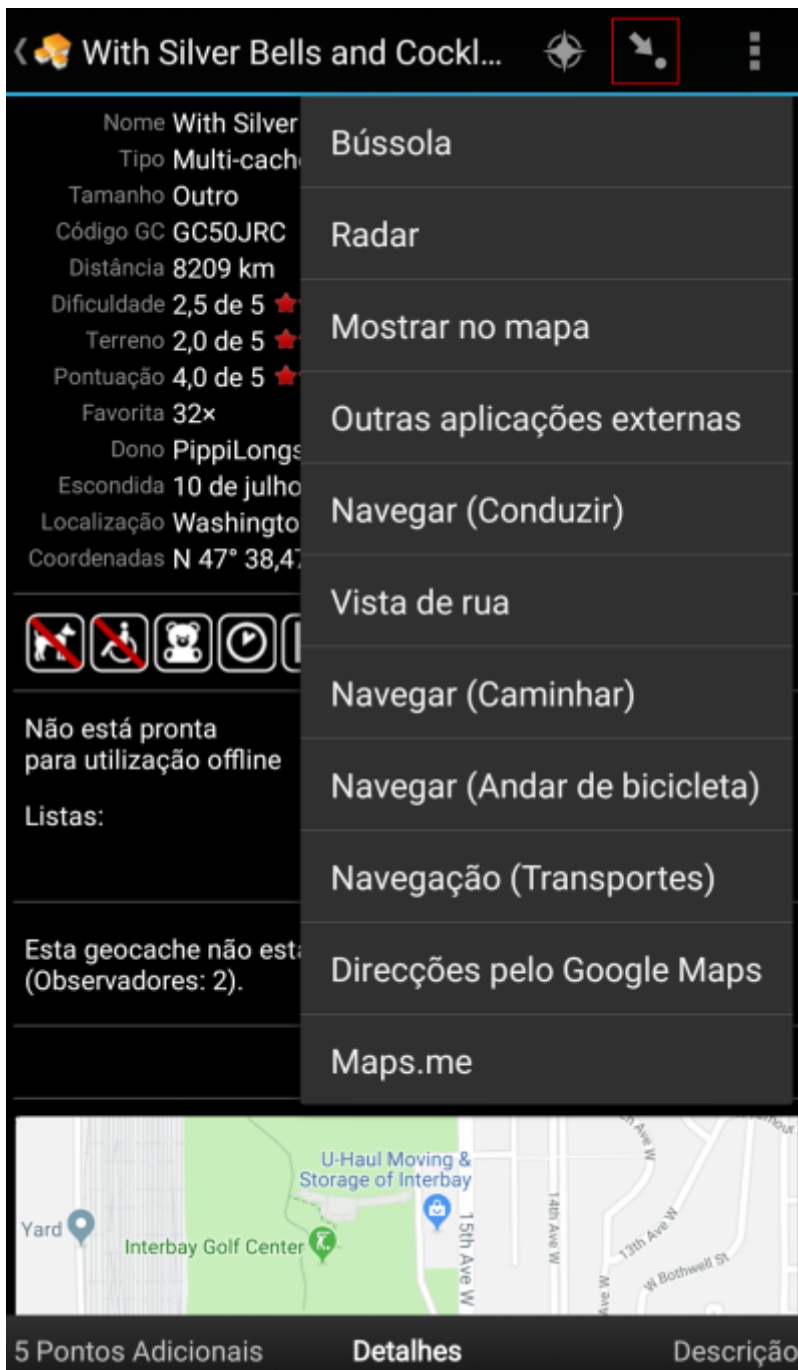 With Silver Bells and Cockl...
Nome With Silver
Tipo Multi-cache
Tamanho Outro
Código GC GC50JRC
Distância 8209 km
Dificuldade 2,5 de 5
Terreno 2,0 de 5
Pontuação 4,0 de 5
Favorita 32×
Dono PippiLongs
Escondida 10 de julho
Localização Washingto
Coordenadas N 47° 38,47
Bússola
Radar
Mostrar no mapa
Outras aplicações externas
Navegar (Conduzir)
Vista de rua
Navegar (Caminhar)
Navegar (Andar de bicicleta)
Navegação (Transportes)
Direcções pelo Google Maps
Maps.me
Não está pronta
para utilização offline
Listas:
Esta geocache não está
(Observadores: 2).
U-Haul Moving &
Storage of Interbay
Yard
Interbay Golf Center
15th Ave W
14th Ave W
13th Ave W
W Bothwell St
5 Pontos Adicionais
Detalhes
Descrição